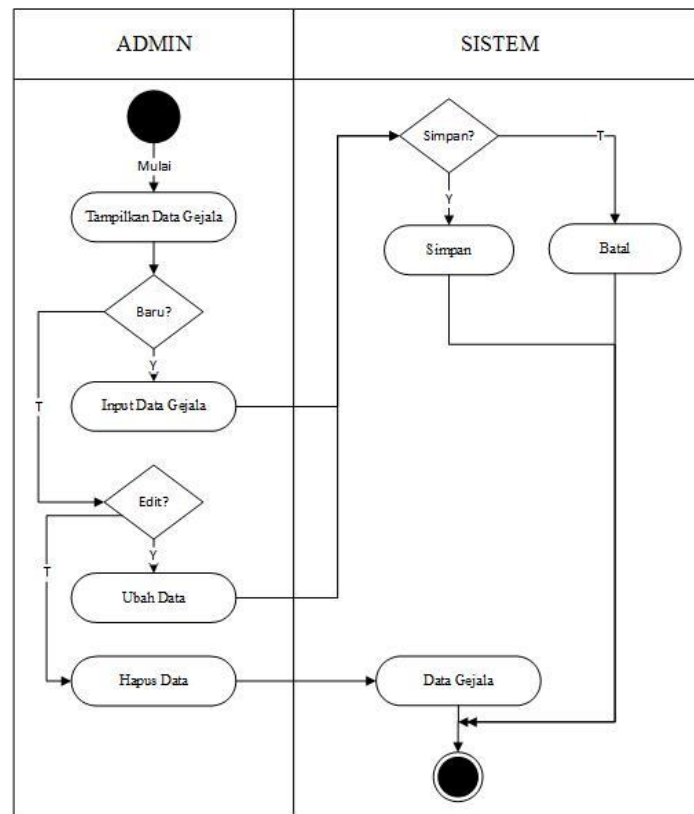 ADMIN
SISTEM
Mulai
Tampilkan Data Gejala
Baru?
Y
T
Input Data Gejala
Edit?
Y
T
Ubah Data
Hapus Data
Simpan?
T
Y
Simpan
Batal
Data Gejala